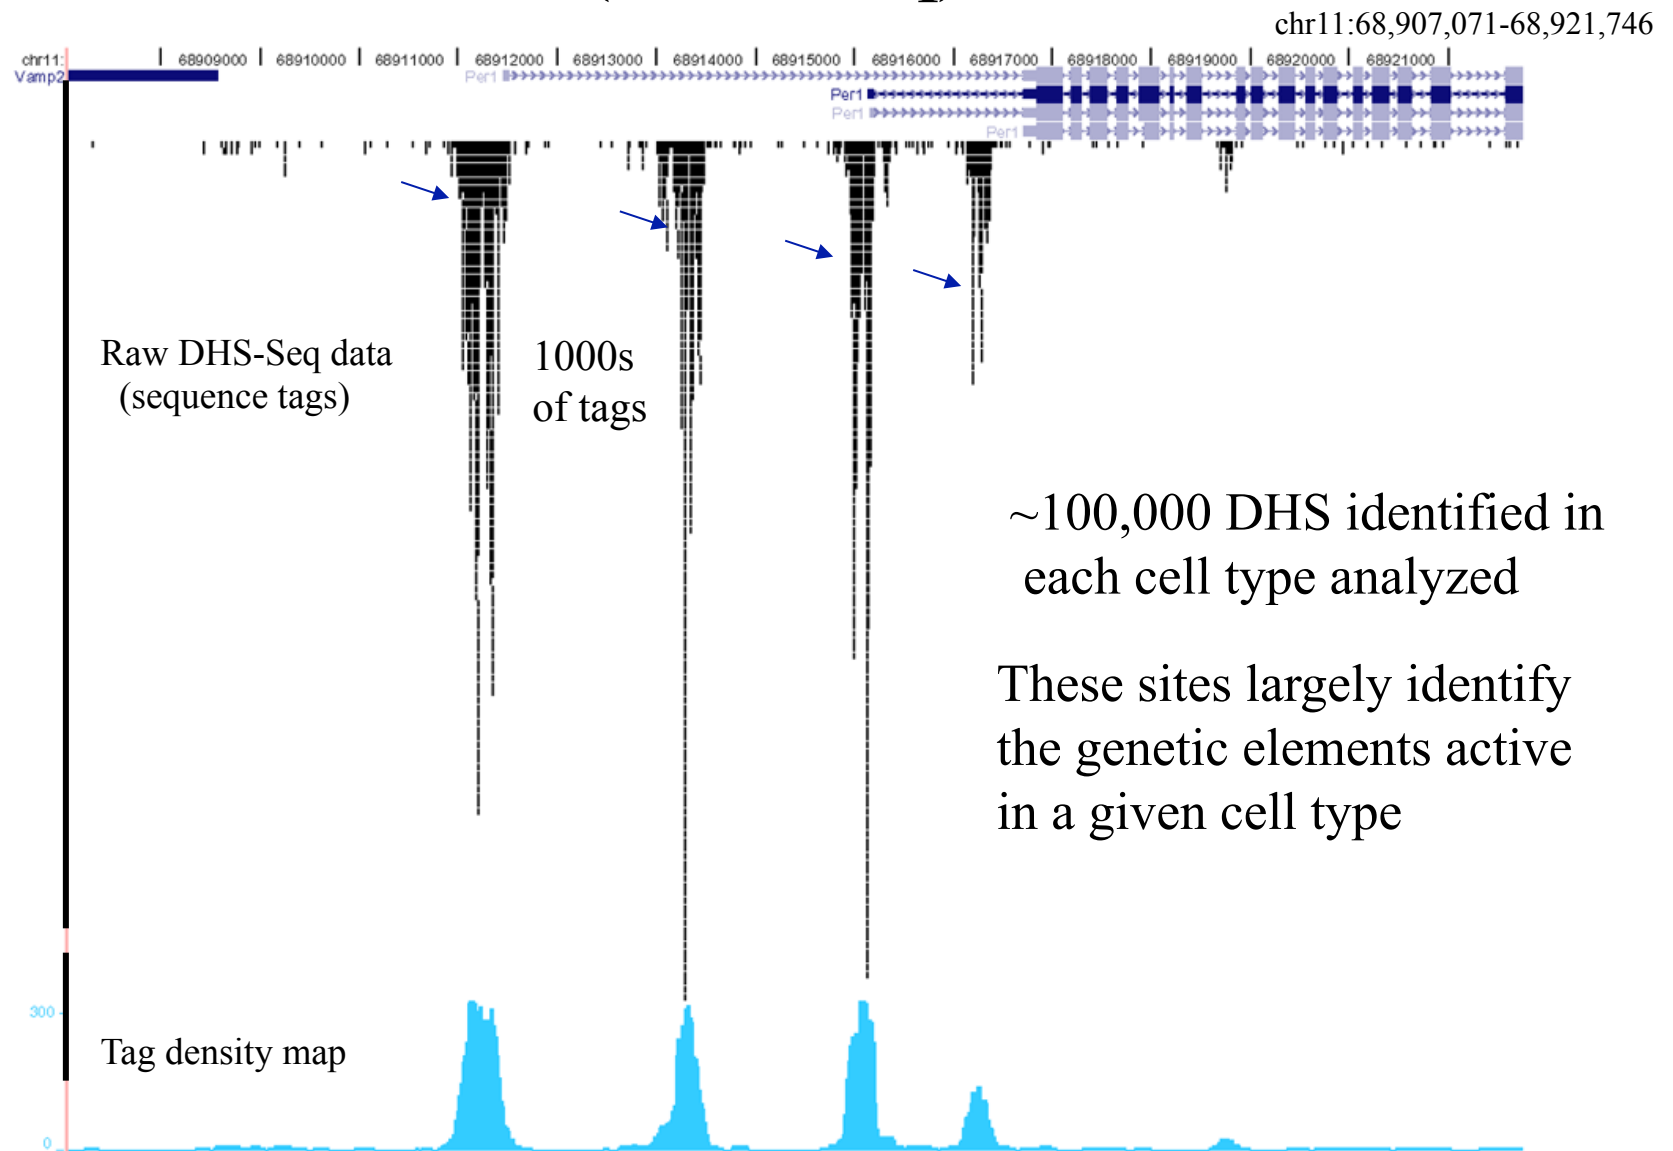 chr11:68,907,071-68,921,746
chr11: 68909000 68910000 68911000 68912000 68913000 68914000 68915000 68916000 68917000 68918000 68919000 68920000 68921000
Vamp2
Per1
Per1
Per1
Per1
Raw DHS-Seq data
(sequence tags)
1000s
of tags
~100,000 DHS identified in
each cell type analyzed
These sites largely identify
the genetic elements active
in a given cell type
300
Tag density map
0